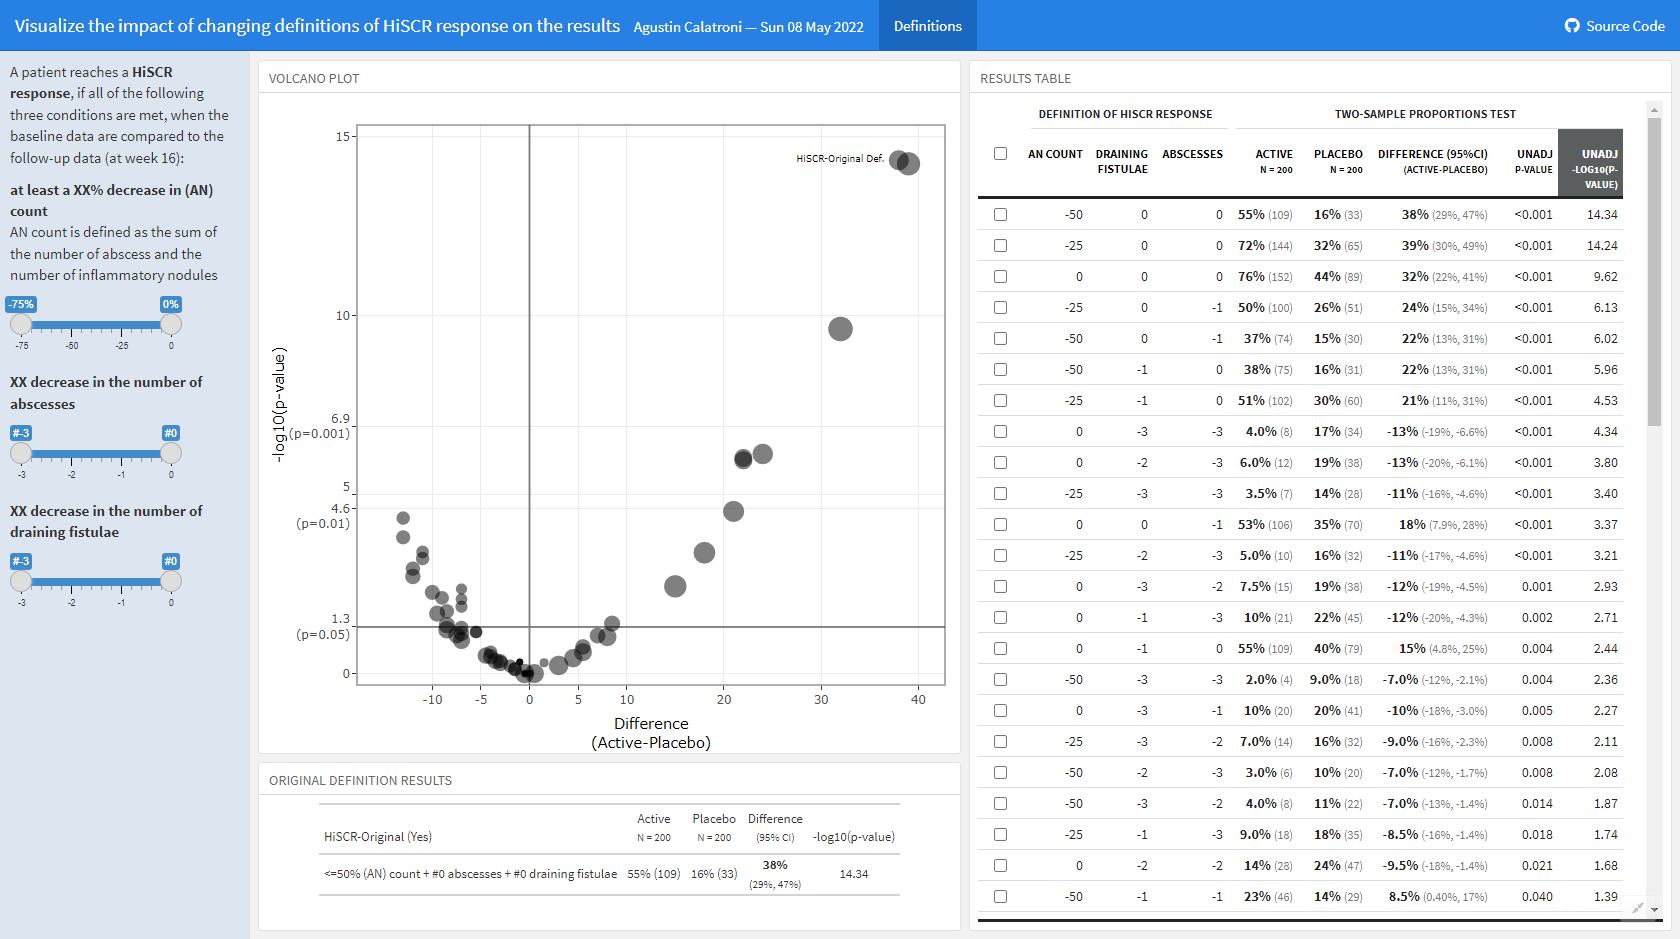 Visualize the impact of changing definitions of HiSCR response on the results Agustin Calatroni — Sun 08 May 2022 Definitions Source Code
A patient reaches a HiSCR
response, if all of the following
three conditions are met, when the
baseline data are compared to the
follow-up data (at week 16):
at least a XX% decrease in (AN)
count
AN count is defined as the sum of
the number of abscess and the
number of inflammatory nodules
-75% 0%
-75 -50 -25 0
XX decrease in the number of
abscesses
#-3 #0
-3 -2 -1 0
XX decrease in the number of
draining fistulae
#-3 #0
-3 -2 -1 0
VOLCANO PLOT
15
HiSCR-Original Def.
10
6.9
(p=0.001)
5
4.6
(p=0.01)
1.3
(p=0.05)
0
-log10(p-value)
-10 -5 0 5 10 20 30 40
Difference
(Active-Placebo)
ORIGINAL DEFINITION RESULTS
Active Placebo Difference
HiSCR-Original (Yes) N = 200 N = 200 (95% CI) -log10(p-value)
<=50% (AN) count + #0 abscesses + #0 draining fistulae 55% (109) 16% (33) 38% (29%, 47%) 14.34
RESULTS TABLE
DEFINITION OF HISCR RESPONSE TWO-SAMPLE PROPORTIONS TEST
AN COUNT DRAINING ABSCESSES ACTIVE PLACEBO DIFFERENCE (95%CI) UNADJ UNADJ
FISTULAE N = 200 N = 200 (ACTIVE-PLACEBO) P-VALUE -LOG10(P-
VALUE)
-50 0 0 55% (109) 16% (33) 38% (29%, 47%) <0.001 14.34
-25 0 0 72% (144) 32% (65) 39% (30%, 49%) <0.001 14.24
0 0 0 76% (152) 44% (89) 32% (22%, 41%) <0.001 9.62
-25 0 -1 50% (100) 26% (51) 24% (15%, 34%) <0.001 6.13
-50 0 -1 37% (74) 15% (30) 22% (13%, 31%) <0.001 6.02
-50 -1 0 38% (75) 16% (31) 22% (13%, 31%) <0.001 5.96
-25 -1 0 51% (102) 30% (60) 21% (11%, 31%) <0.001 4.53
0 -3 -3 4.0% (8) 17% (34) -13% (-19%, -6.6%) <0.001 4.34
0 -2 -3 6.0% (12) 19% (38) -13% (-20%, -6.1%) <0.001 3.80
-25 -3 -3 3.5% (7) 14% (28) -11% (-16%, -4.6%) <0.001 3.40
0 0 -1 53% (106) 35% (70) 18% (7.9%, 28%) <0.001 3.37
-25 -2 -3 5.0% (10) 16% (32) -11% (-17%, -4.6%) <0.001 3.21
0 -3 -2 7.5% (15) 19% (38) -12% (-19%, -4.5%) 0.001 2.93
0 -1 -3 10% (21) 22% (45) -12% (-20%, -4.3%) 0.002 2.71
0 -1 0 55% (109) 40% (79) 15% (4.8%, 25%) 0.004 2.44
-50 -3 -3 2.0% (4) 9.0% (18) -7.0% (-12%, -2.1%) 0.004 2.36
0 -3 -1 10% (20) 20% (41) -10% (-18%, -3.0%) 0.005 2.27
-25 -3 -2 7.0% (14) 16% (32) -9.0% (-16%, -2.3%) 0.008 2.11
-50 -2 -3 3.0% (6) 10% (20) -7.0% (-12%, -1.7%) 0.008 2.08
-50 -3 -2 4.0% (8) 11% (22) -7.0% (-13%, -1.4%) 0.014 1.87
-25 -1 -3 9.0% (18) 18% (35) -8.5% (-16%, -1.4%) 0.018 1.74
0 -2 -2 14% (28) 24% (47) -9.5% (-18%, -1.4%) 0.021 1.68
-50 -1 -1 23% (46) 14% (29) 8.5% (0.40%, 17%) 0.040 1.39